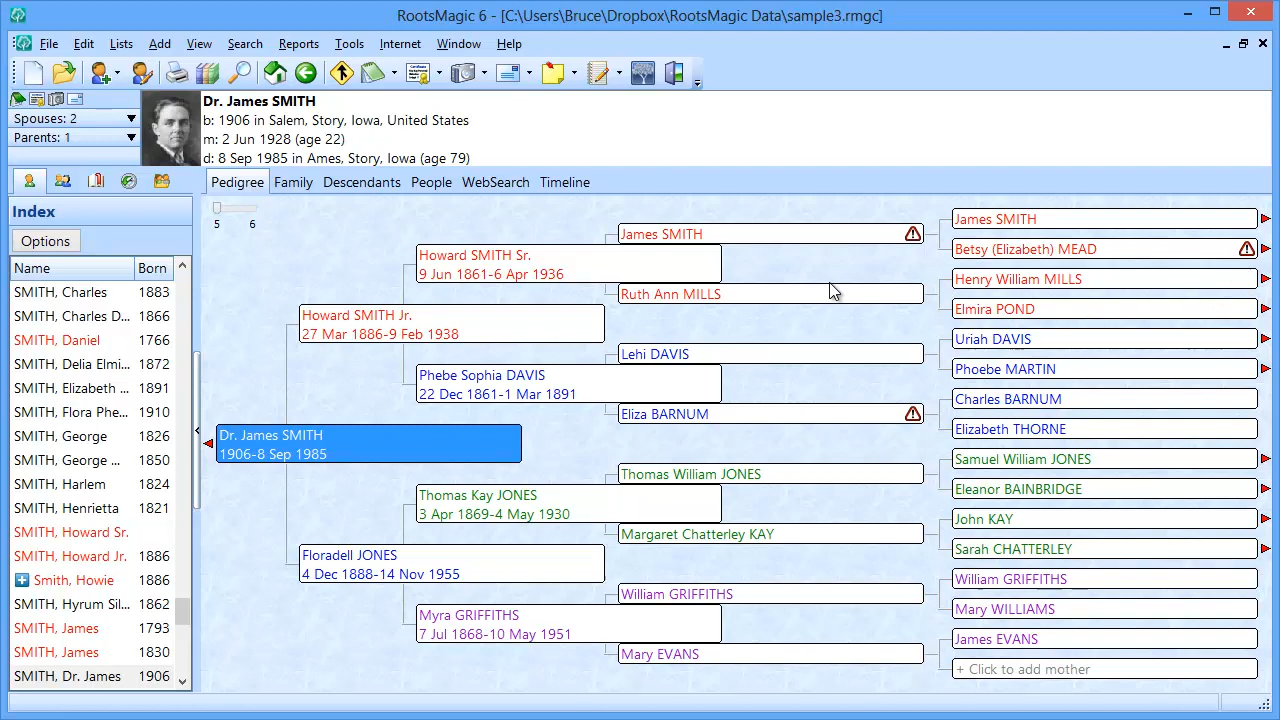 RootsMagic 6 - [C:\Users\Bruce\Dropbox\RootsMagic Data\sample3.rmgc]
File Edit Lists Add View Search Reports Tools Internet Window Help
Dr. James SMITH
Spouses: 2
b: 1906 in Salem, Story, Iowa, United States
Parents: 1
m: 2 Jun 1928 (age 22)
d: 8 Sep 1985 in Ames, Story, Iowa (age 79)
Pedigree Family Descendants People WebSearch Timeline
Index
Options
Name Born
SMITH, Charles 1883
SMITH, Charles D... 1866
SMITH, Daniel 1766
SMITH, Delia Elmi... 1872
SMITH, Elizabeth ... 1891
SMITH, Flora Phe... 1910
SMITH, George 1826
SMITH, George ... 1850
SMITH, Harlem 1824
SMITH, Henrietta 1821
SMITH, Howard Sr.
SMITH, Howard Jr. 1886
Smith, Howie 1886
SMITH, Hyrum Sil... 1862
SMITH, James 1793
SMITH, James 1830
SMITH, Dr. James 1906
5 6
Dr. James SMITH
1906-8 Sep 1985
Howard SMITH Jr.
27 Mar 1886-9 Feb 1938
Floradell JONES
4 Dec 1888-14 Nov 1955
Howard SMITH Sr.
9 Jun 1861-6 Apr 1936
Phebe Sophia DAVIS
22 Dec 1861-1 Mar 1891
Thomas Kay JONES
3 Apr 1869-4 May 1930
Myra GRIFFITHS
7 Jul 1868-10 May 1951
James SMITH
Ruth Ann MILLS
Lehi DAVIS
Eliza BARNUM
Thomas William JONES
Margaret Chatterley KAY
William GRIFFITHS
Mary EVANS
James SMITH
Betsy (Elizabeth) MEAD
Henry William MILLS
Elmira POND
Uriah DAVIS
Phoebe MARTIN
Charles BARNUM
Elizabeth THORNE
Samuel William JONES
Eleanor BAINBRIDGE
John KAY
Sarah CHATTERLEY
William GRIFFITHS
Mary WILLIAMS
James EVANS
+ Click to add mother